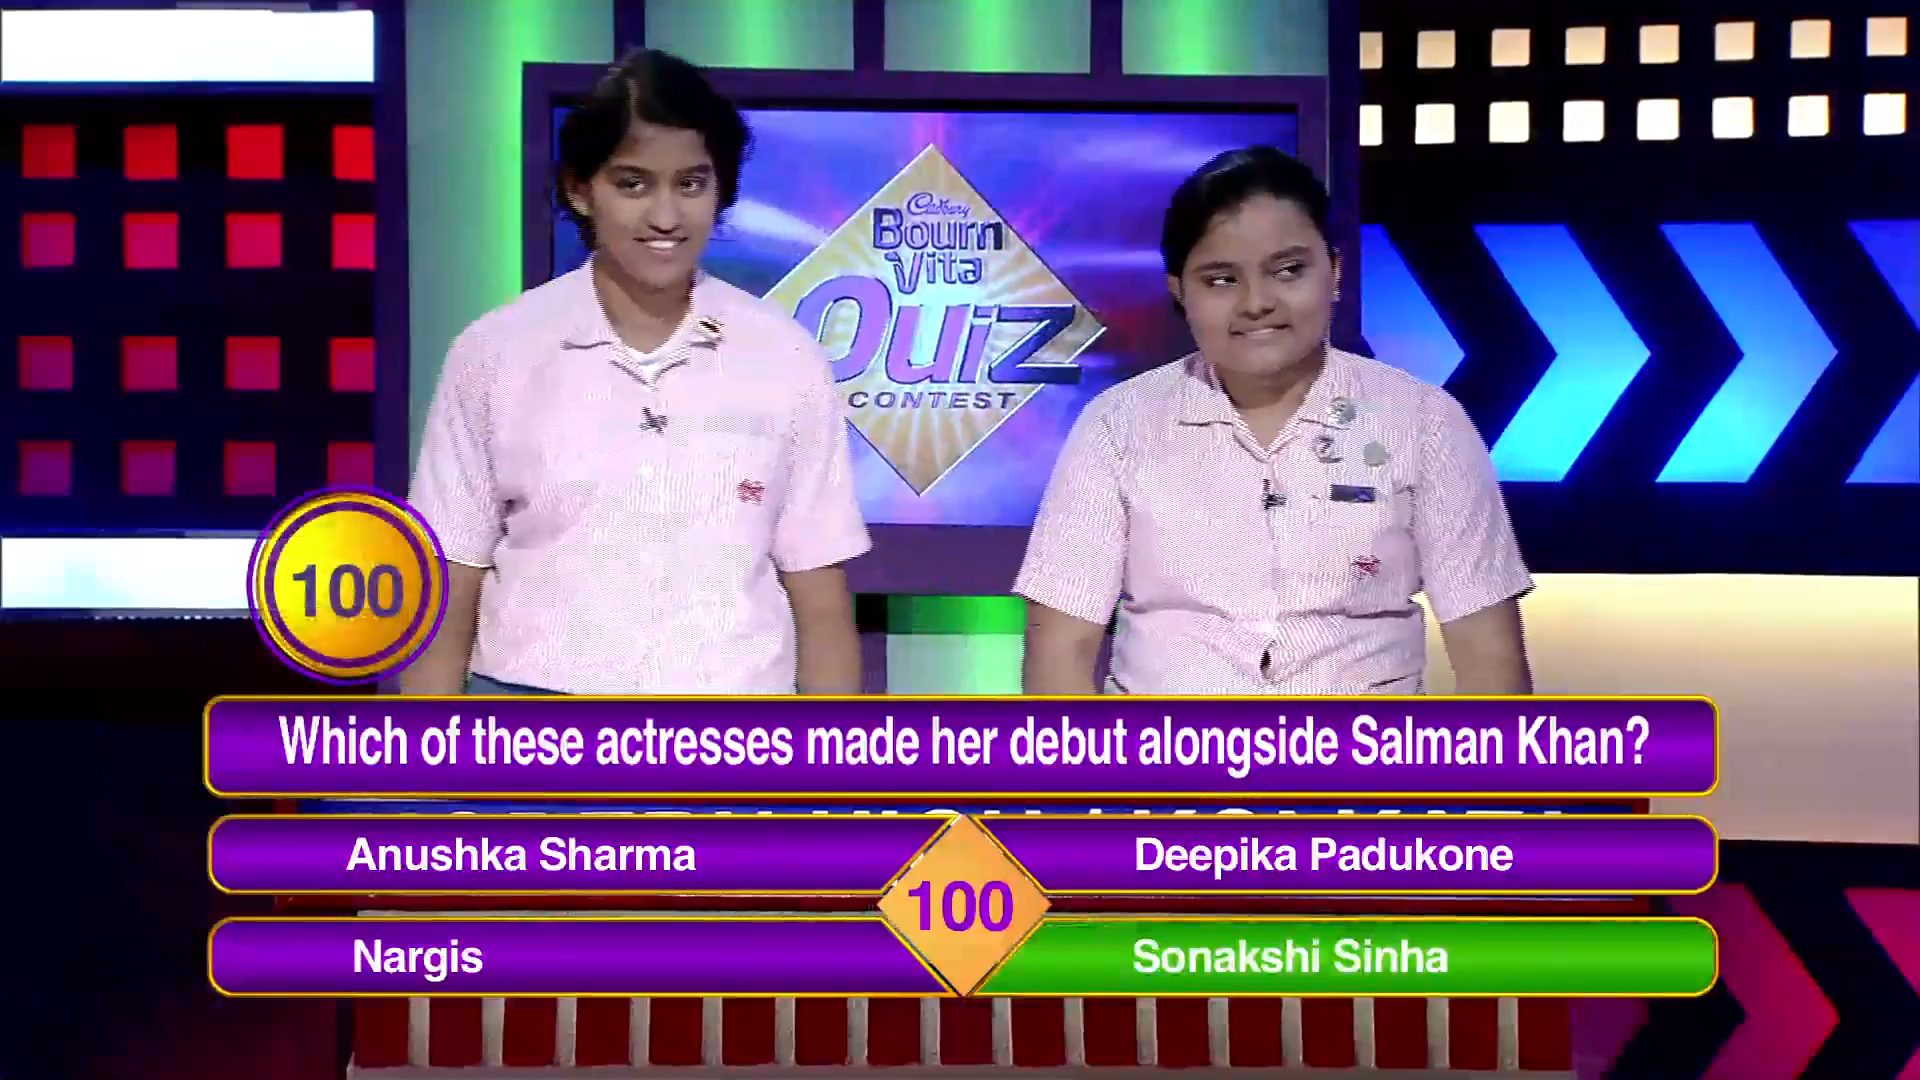 Cadbury
Bourn
Vita
Quiz
CONTEST
100
Which of these actresses made her debut alongside Salman Khan?
Anushka Sharma
Deepika Padukone
100
Nargis
Sonakshi Sinha